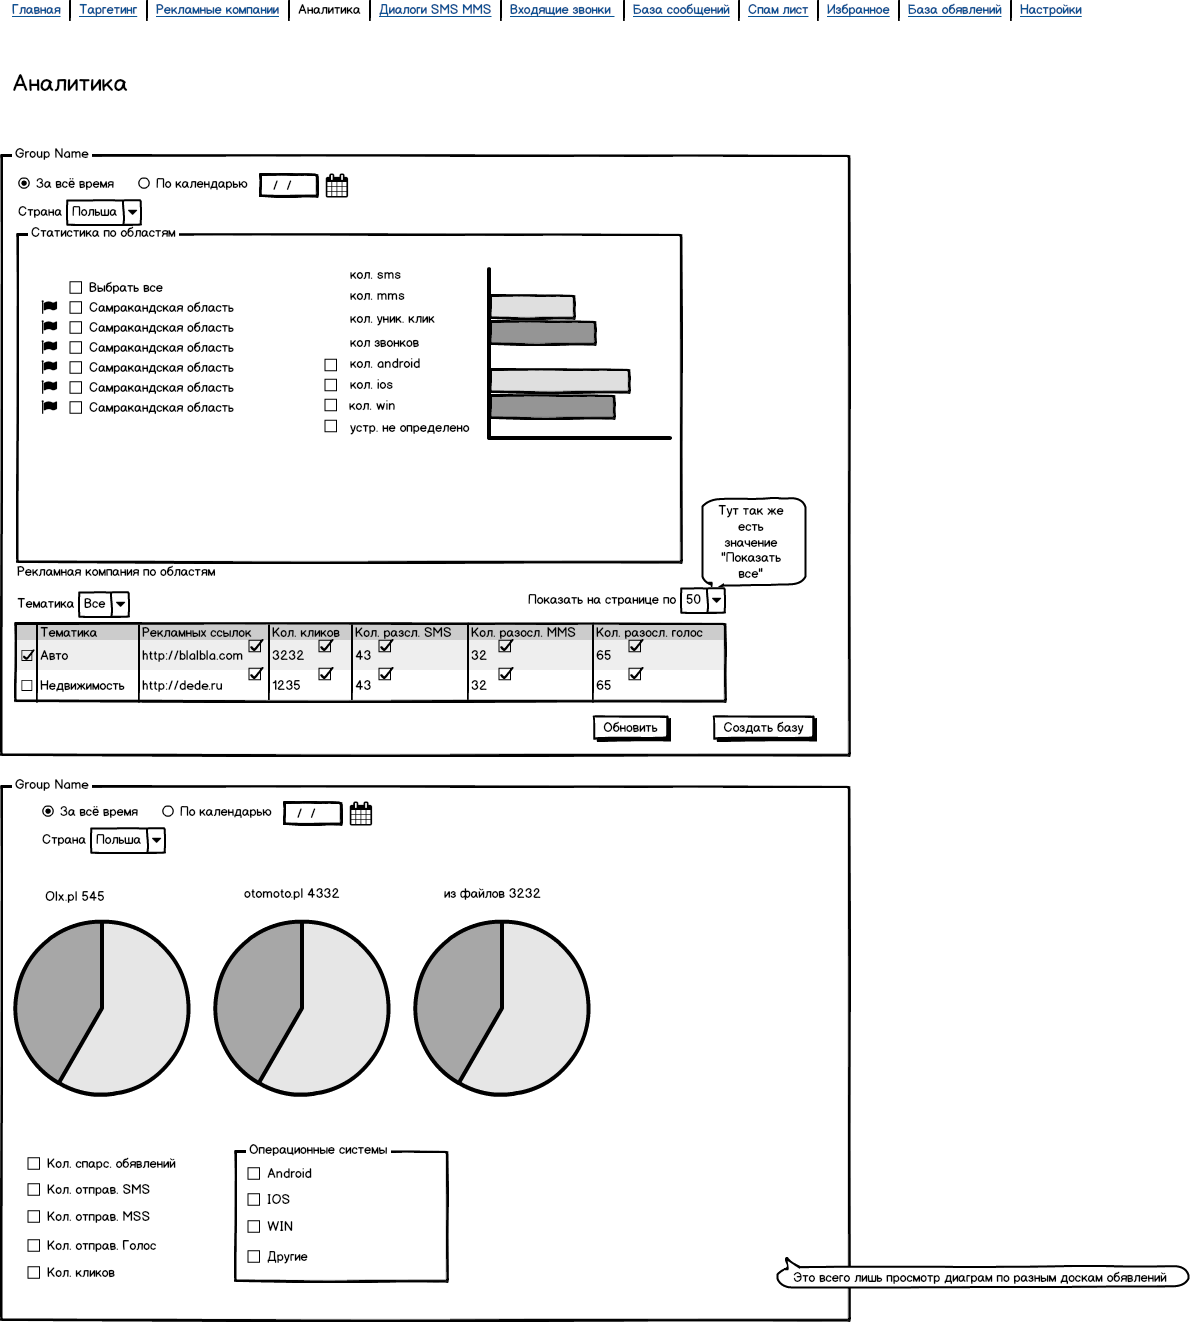 Главная Таргетинг Рекламные компании Аналитика Диалоги SMS MMS Входящие звонки База сообщений Спам лист Избранное База обявлений Настройки
Аналитика
Group Name
За всё время По календарью / /
Страна Польша
Статистика по областям
Выбрать все
Самракандская область
Самракандская область
Самракандская область
Самракандская область
Самракандская область
Самракандская область
кол. sms
кол. mms
кол. уник. клик
кол звонков
кол. android
кол. ios
кол. win
устр. не определено
Тут так же
есть
значение
"Показать
все"
Рекламная компания по областям
Тематика Все Показать на странице по 50
Тематика Рекламных ссылок Кол. кликов Кол. разсл. SMS Кол. разосл. MMS Кол. разосл. голос
Авто http://blalbla.com 3232 43 32 65
Недвижимость http://dede.ru 1235 43 32 65
Обновить Создать базу
Group Name
За всё время По календарью / /
Страна Польша
Olx.pl 545 otomoto.pl 4332 из файлов 3232
Кол. спарс. обявлений
Кол. отправ. SMS
Кол. отправ. MSS
Кол. отправ. Голос
Кол. кликов
Операционные системы
Android
IOS
WIN
Другие
Это всего лишь просмотр диаграм по разным доскам обявлений